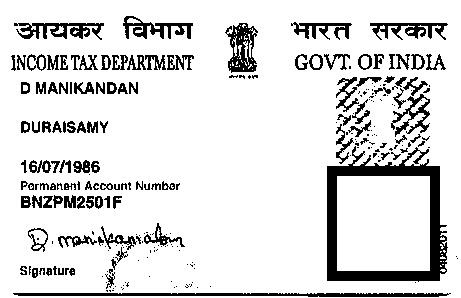 आयकर विभाग भारत सरकार
INCOME TAX DEPARTMENT GOVT. OF INDIA
D MANIKANDAN
DURAISAMY
16/07/1986
Permanent Account Number
BNZPM2501F
D. manikandan
Signature
04082011